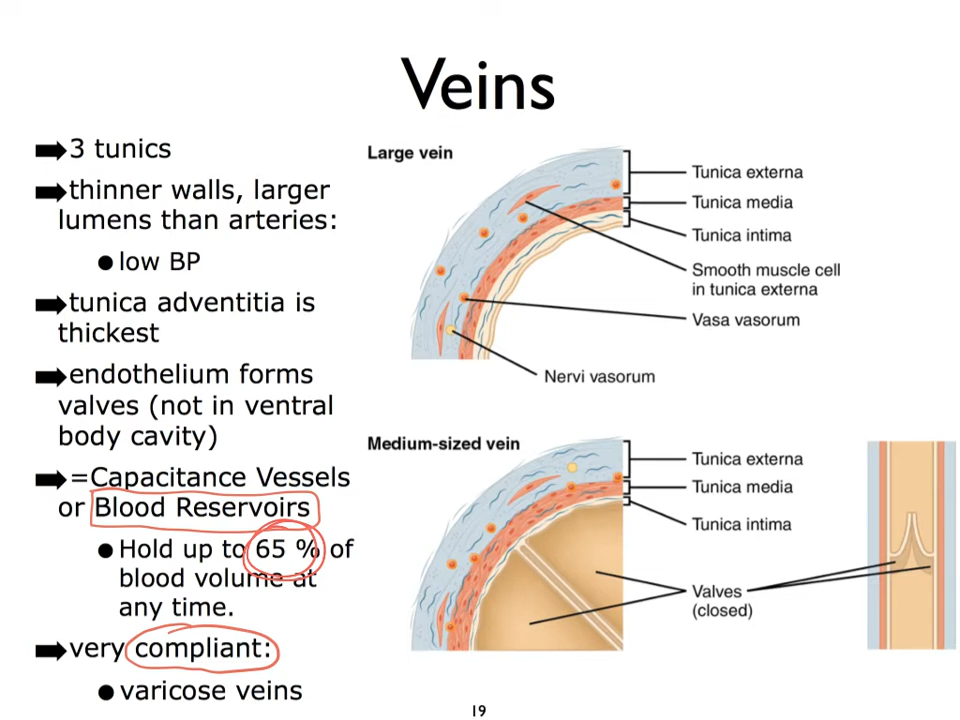 Veins
➡3 tunics
➡thinner walls, larger
lumens than arteries:
●low BP
➡tunica adventitia is
thickest
➡endothelium forms
valves (not in ventral
body cavity)
➡=Capacitance Vessels
or Blood Reservoirs
●Hold up to 65 % of
blood volume at
any time.
➡very compliant:
●varicose veins
Large vein
Tunica externa
Tunica media
Tunica intima
Smooth muscle cell
in tunica externa
Vasa vasorum
Nervi vasorum
Medium-sized vein
Tunica externa
Tunica media
Tunica intima
Valves
(closed)
19